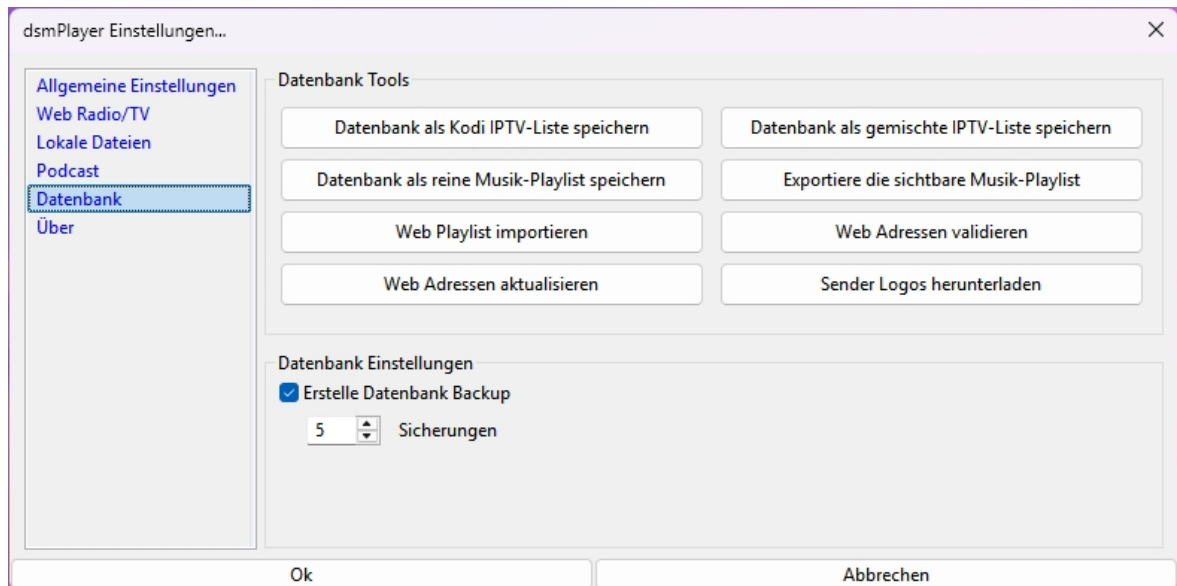 dsmPlayer Einstellungen...
Allgemeine Einstellungen
Web Radio/TV
Lokale Dateien
Podcast
Datenbank
Über
Datenbank Tools
Datenbank als Kodi IPTV-Liste speichern
Datenbank als gemischte IPTV-Liste speichern
Datenbank als reine Musik-Playlist speichern
Exportiere die sichtbare Musik-Playlist
Web Playlist importieren
Web Adressen validieren
Web Adressen aktualisieren
Sender Logos herunterladen
Datenbank Einstellungen
Erstelle Datenbank Backup
5 Sicherungen
Ok
Abbrechen